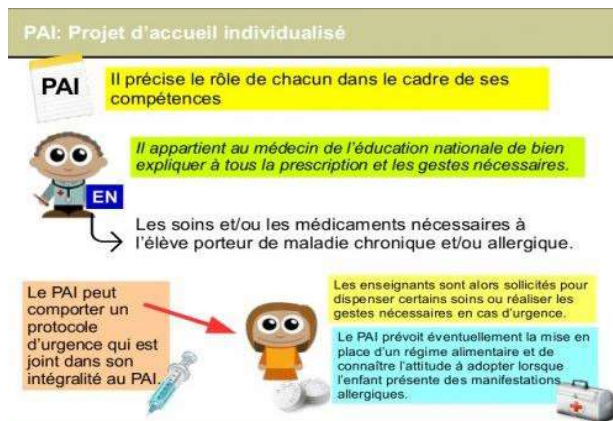 PAI: Projet d'accueil individualisé
PAI
Il précise le rôle de chacun dans le cadre de ses
compétences
Il appartient au médecin de l'éducation nationale de bien
expliquer à tous la prescription et les gestes nécessaires.
EN
Les soins et/ou les médicaments nécessaires à
l'élève porteur de maladie chronique et/ou allergique.
Le PAI peut
comporter un
protocole
d'urgence qui est
joint dans son
intégralité au PAI.
Les enseignants sont alors sollicités pour
dispenser certains soins ou réaliser les
gestes nécessaires en cas d'urgence.
Le PAI prévoit éventuellement la mise en
place d'un régime alimentaire et de
connaître l'attitude à adopter lorsque
l'enfant présente des manifestations
allergiques.